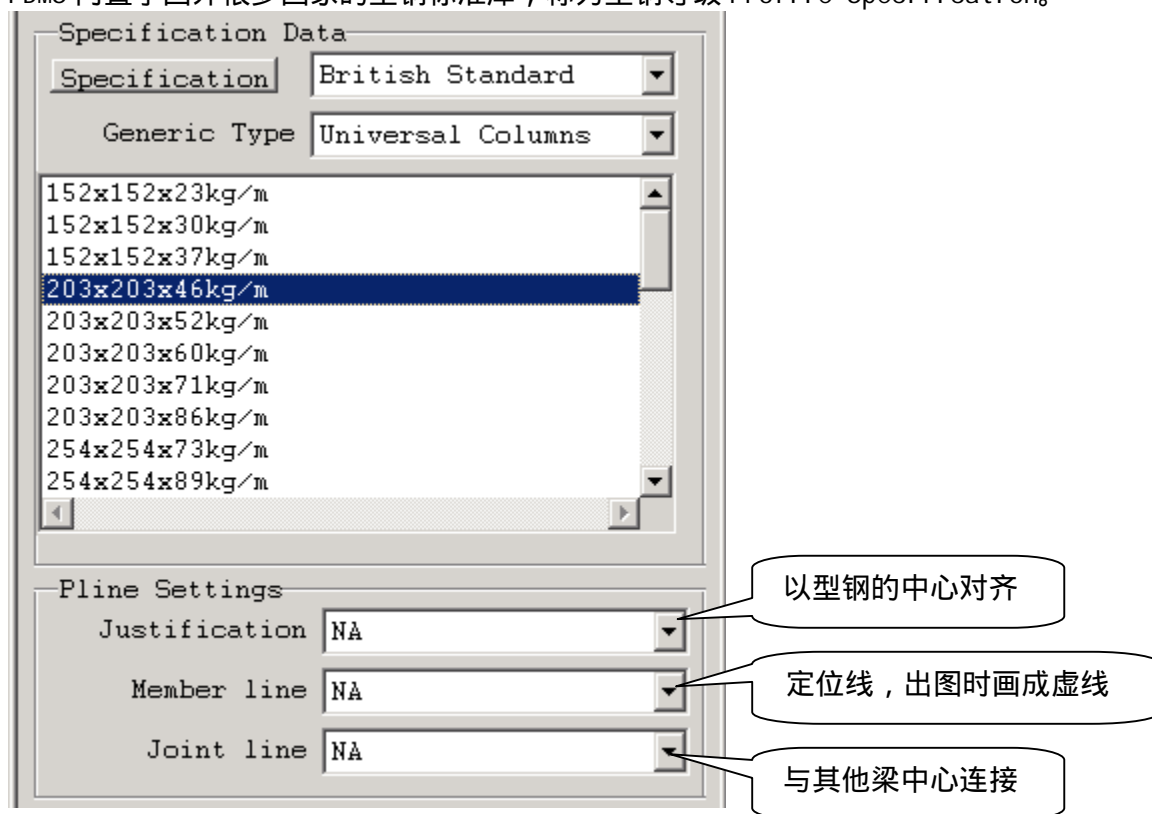 Specification Data
Specification British Standard
Generic Type Universal Columns
152x152x23kg/m
152x152x30kg/m
152x152x37kg/m
203x203x46kg/m
203x203x52kg/m
203x203x60kg/m
203x203x71kg/m
203x203x86kg/m
254x254x73kg/m
254x254x89kg/m
Pline Settings
以型钢的中心对齐
Justification NA
Member line NA
定位线，出图时画成虚线
Joint line NA
与其他梁中心连接